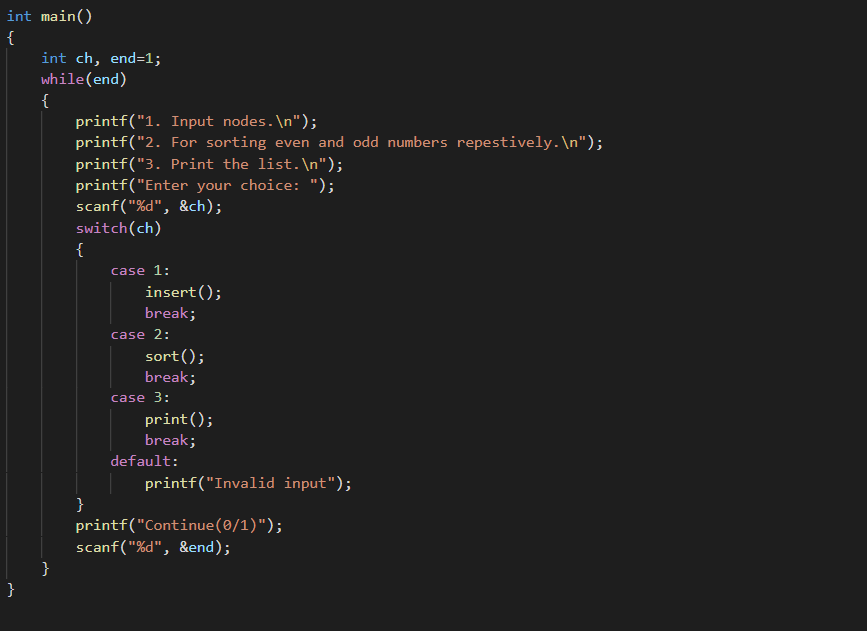 int main()
{
    int ch, end=1;
    while(end)
    {
        printf("1. Input nodes.\n");
        printf("2. For sorting even and odd numbers repestively.\n");
        printf("3. Print the list.\n");
        printf("Enter your choice: ");
        scanf("%d", &ch);
        switch(ch)
        {
            case 1:
                insert();
                break;
            case 2:
                sort();
                break;
            case 3:
                print();
                break;
            default:
                printf("Invalid input");
        }
        printf("Continue(0/1)");
        scanf("%d", &end);
    }
}